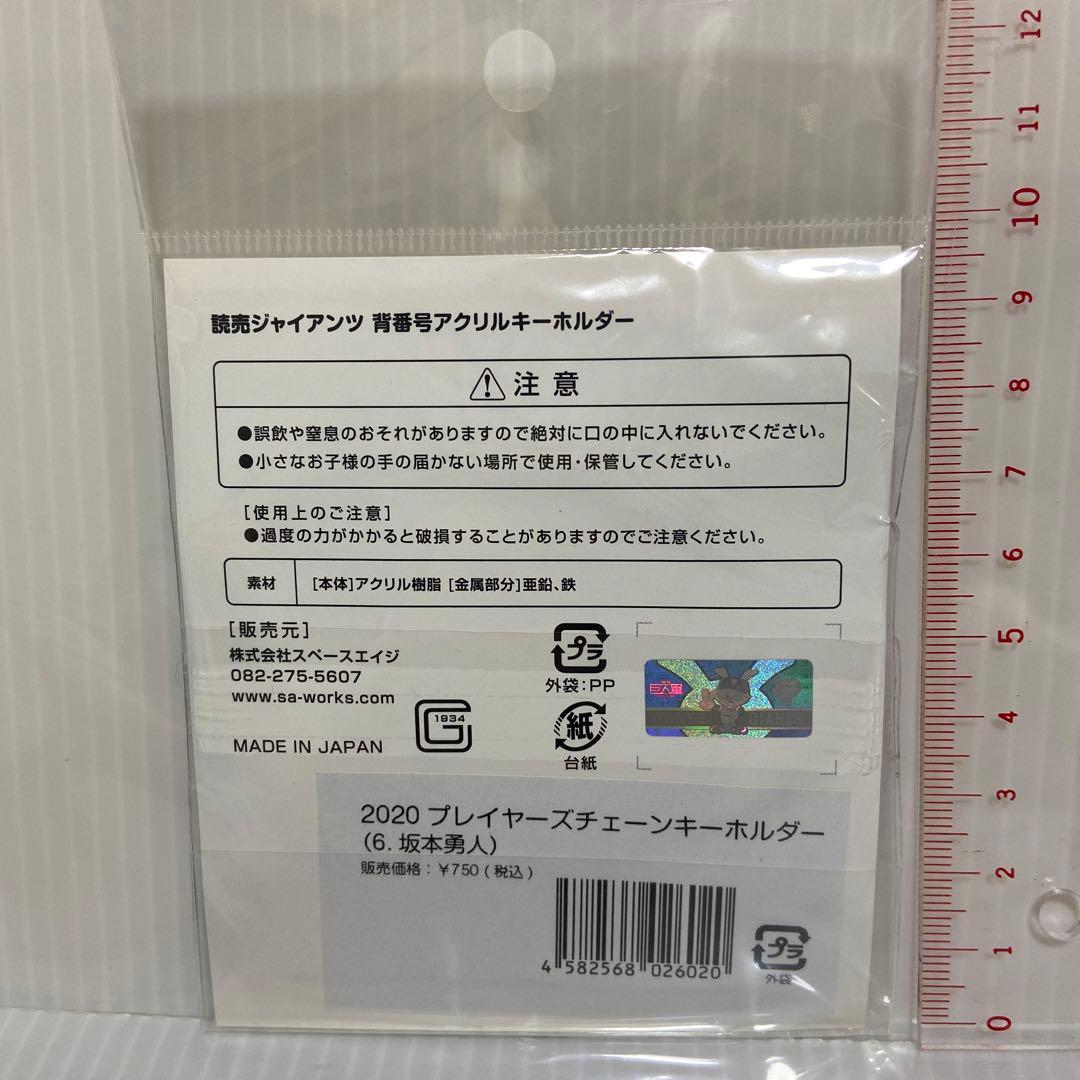 読売ジャイアンツ 背番号アクリルキーホルダー
注 意
●誤飲や窒息のおそれがありますので絶対に口の中に入れないでください。
●小さなお子様の手の届かない場所で使用・保管してください。
[使用上のご注意]
●過度の力がかかると破損することがありますのでご注意ください。
素材 [本体]アクリル樹脂 [金属部分]亜鉛、鉄
[販売元]
株式会社スペースエイジ
082-275-5607
www.sa-works.com
MADE IN JAPAN
G 1934
プラ
外袋:PP
紙
台紙
巨人軍
2020 プレイヤーズチェーンキーホルダー
(6. 坂本勇人)
販売価格:¥750(税込)
4 582568 026020
プラ
外袋
12
11
10
9
8
7
6
5
4
3
2
1
0